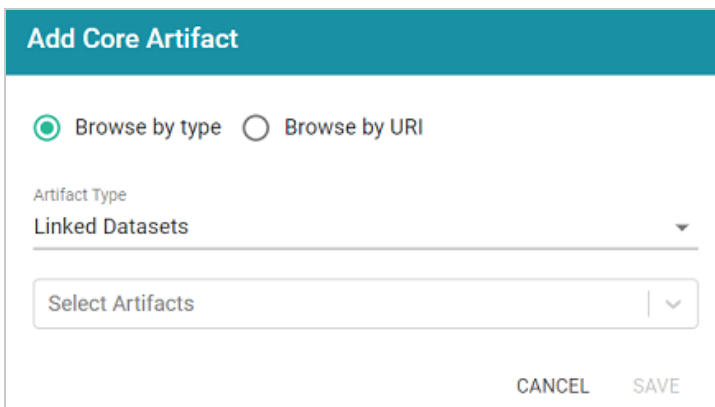 Add Core Artifact
Browse by type Browse by URI
Artifact Type
Linked Datasets
Select Artifacts
CANCEL SAVE